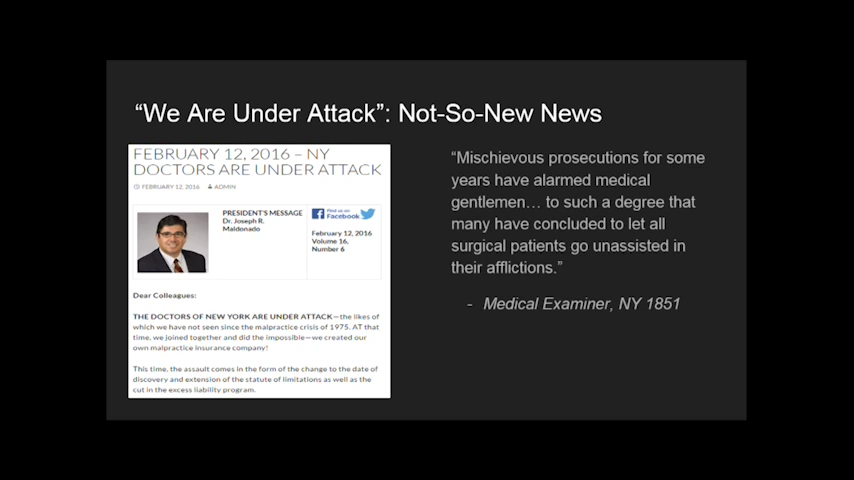 “We Are Under Attack”: Not-So-New News
FEBRUARY 12, 2016 – NY
DOCTORS ARE UNDER ATTACK
FEBRUARY 12, 2016 ADMIN
PRESIDENT'S MESSAGE
Dr. Joseph R.
Maldonado
Find us on
Facebook
February 12, 2016
Volume 16,
Number 6
Dear Colleagues:
THE DOCTORS OF NEW YORK ARE UNDER ATTACK—the likes of
which we have not seen since the malpractice crisis of 1975. AT that
time, we joined together and did the impossible—we created our
own malpractice insurance company!
This time, the assault comes in the form of the change to the date of
discovery and extension of the statute of limitations as well as the
cut in the excess liability program.
“Mischievous prosecutions for some
years have alarmed medical
gentlemen… to such a degree that
many have concluded to let all
surgical patients go unassisted in
their afflictions.”
- Medical Examiner, NY 1851